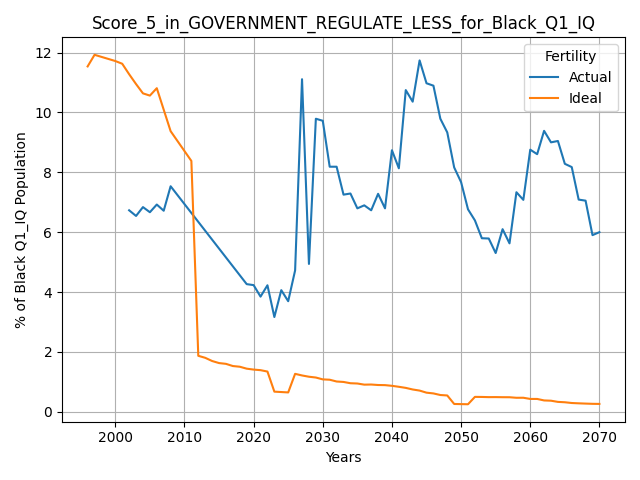 Score_5_in_GOVERNMENT_REGULATE_LESS_for_Black_Q1_IQ
% of Black Q1_IQ Population
12
10
8
6
4
2
0
Fertility
Actual
Ideal
2000 2010 2020 2030 2040 2050 2060 2070
Years